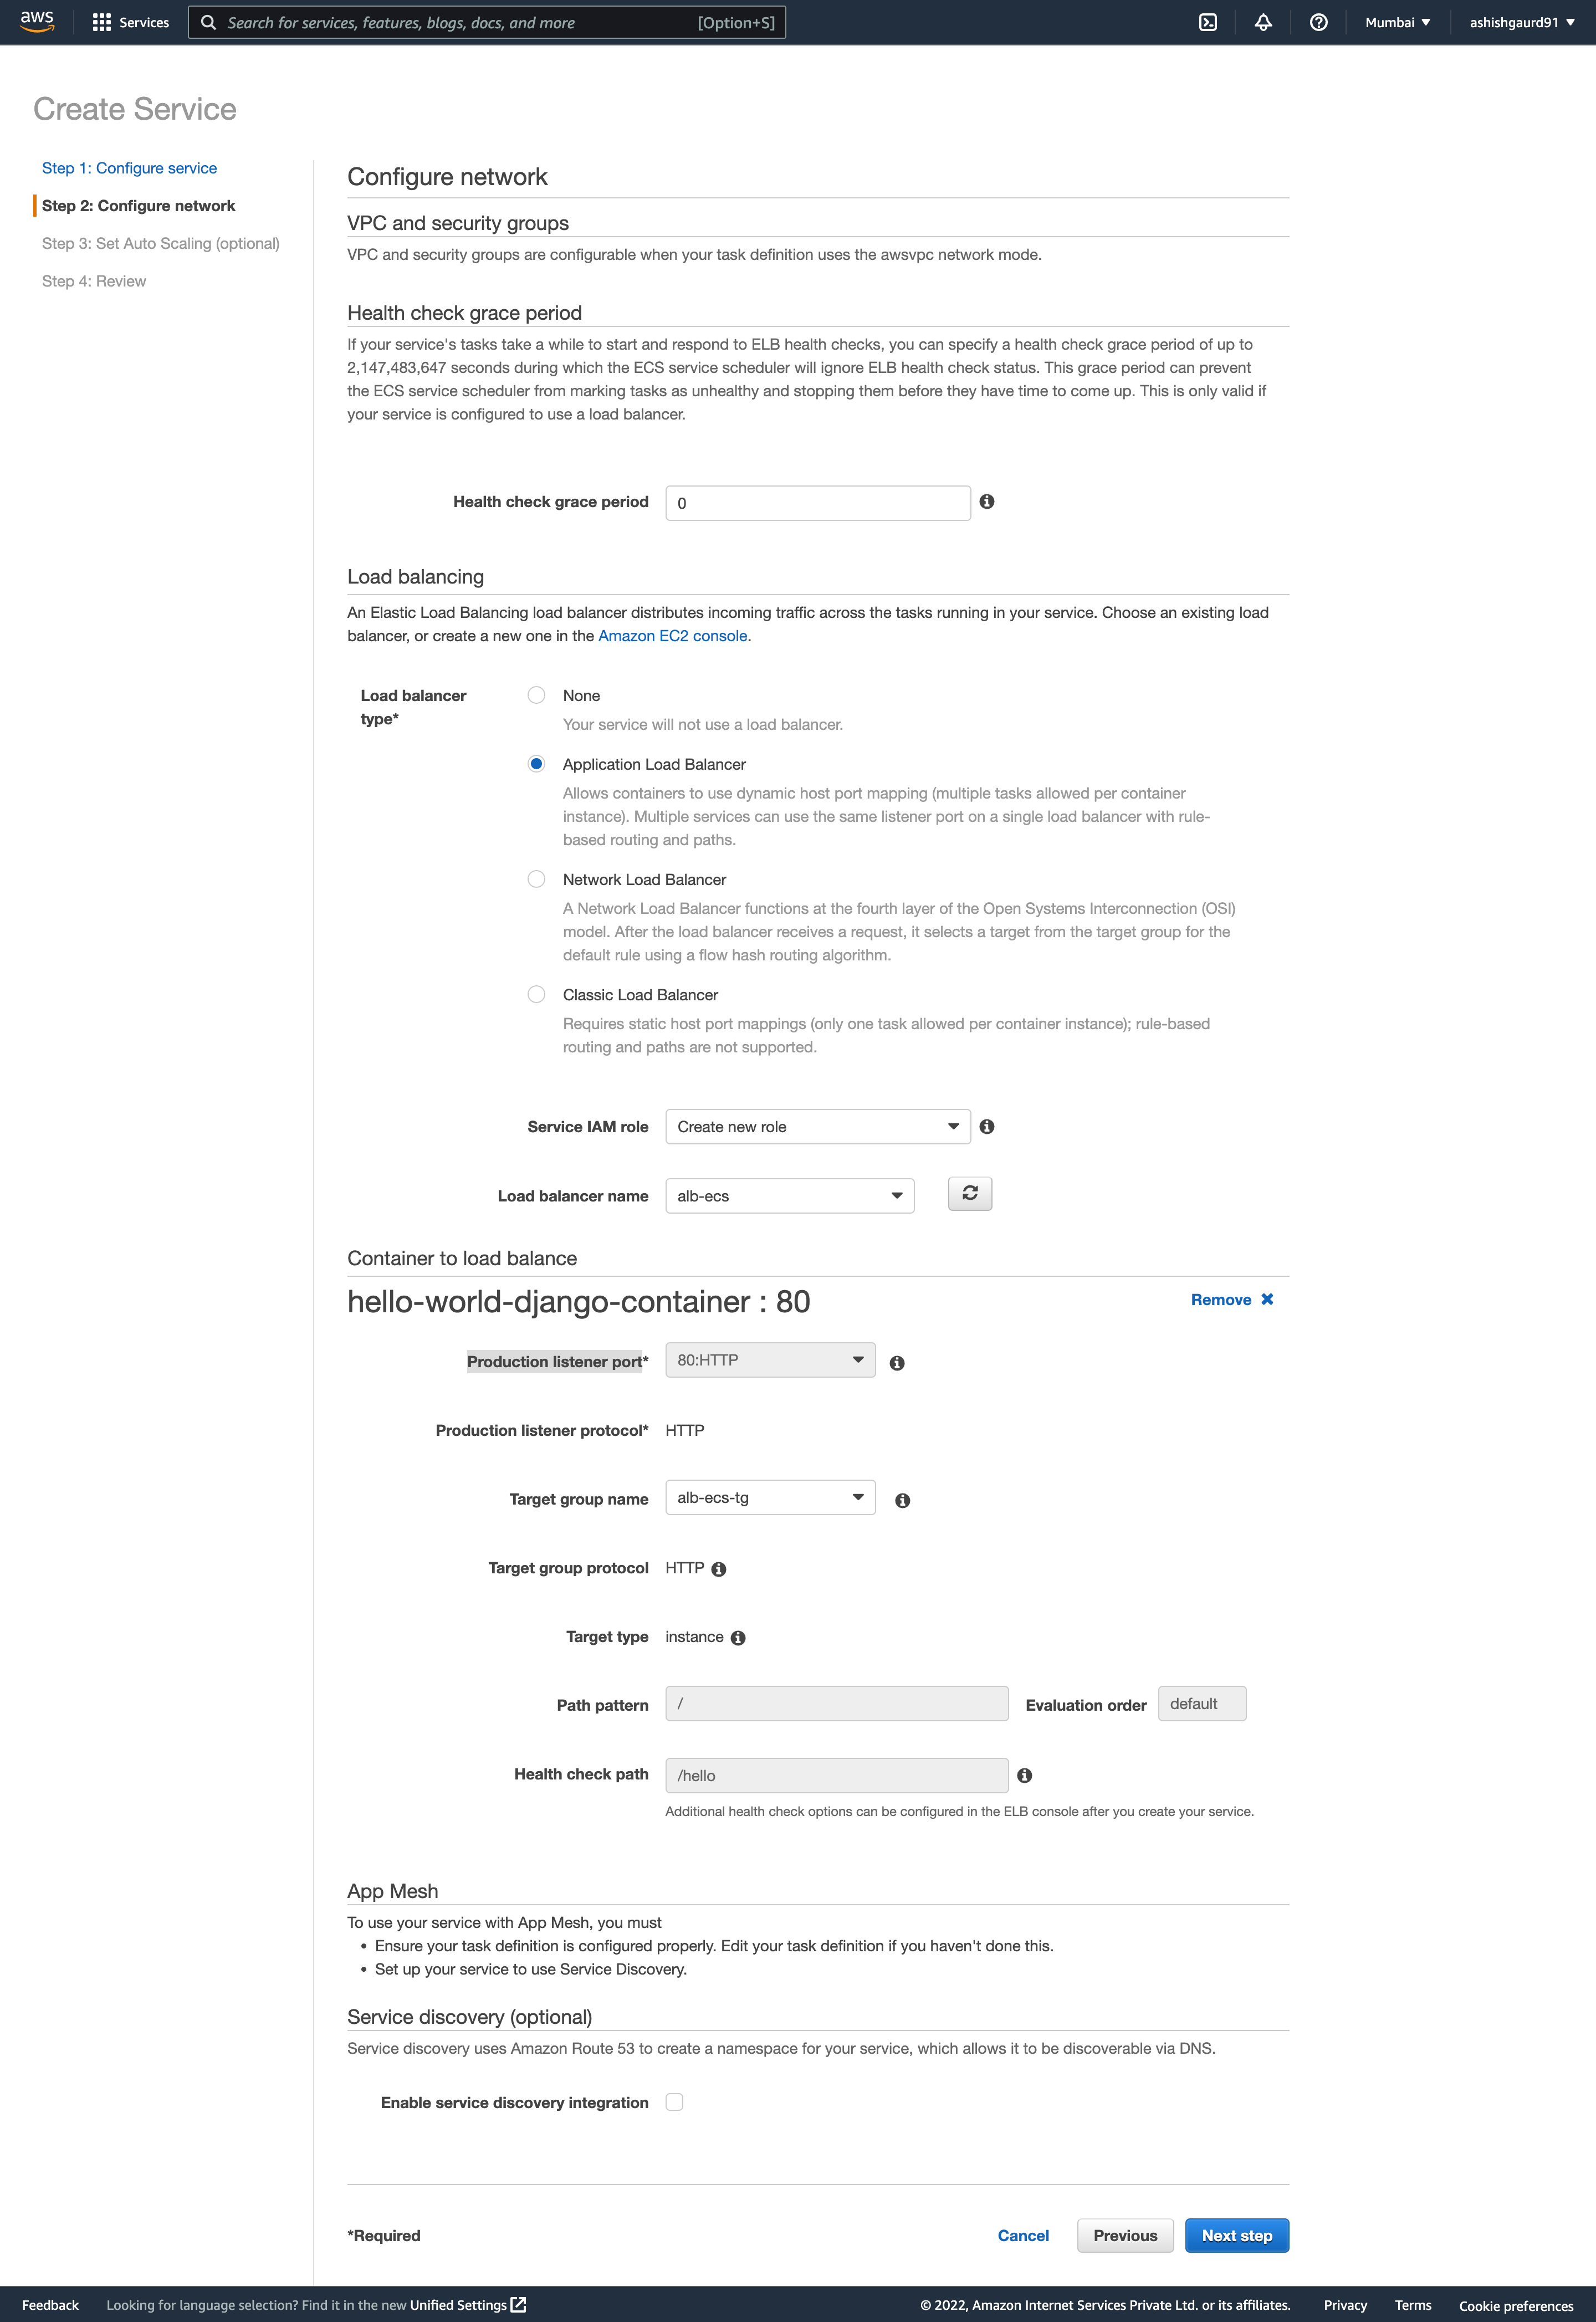 aws
Services
Search for services, features, blogs, docs, and more
[Option+S]
Mumbai
ashishgaurd91
Create Service
Step 1: Configure service
Step 2: Configure network
Step 3: Set Auto Scaling (optional)
Step 4: Review
Configure network
VPC and security groups
VPC and security groups are configurable when your task definition uses the awsvpc network mode.
Health check grace period
If your service's tasks take a while to start and respond to ELB health checks, you can specify a health check grace period of up to
2,147,483,647 seconds during which the ECS service scheduler will ignore ELB health check status. This grace period can prevent
the ECS service scheduler from marking tasks as unhealthy and stopping them before they have time to come up. This is only valid if
your service is configured to use a load balancer.
Health check grace period
0
Load balancing
An Elastic Load Balancing load balancer distributes incoming traffic across the tasks running in your service. Choose an existing load
balancer, or create a new one in the Amazon EC2 console.
Load balancer
type*
None
Your service will not use a load balancer.
Application Load Balancer
Allows containers to use dynamic host port mapping (multiple tasks allowed per container
instance). Multiple services can use the same listener port on a single load balancer with rule-
based routing and paths.
Network Load Balancer
A Network Load Balancer functions at the fourth layer of the Open Systems Interconnection (OSI)
model. After the load balancer receives a request, it selects a target from the target group for the
default rule using a flow hash routing algorithm.
Classic Load Balancer
Requires static host port mappings (only one task allowed per container instance); rule-based
routing and paths are not supported.
Service IAM role
Create new role
Load balancer name
alb-ecs
Container to load balance
hello-world-django-container : 80
Remove
Production listener port*
80:HTTP
Production listener protocol*
HTTP
Target group name
alb-ecs-tg
Target group protocol
HTTP
Target type
instance
Path pattern
/
Evaluation order
default
Health check path
/hello
Additional health check options can be configured in the ELB console after you create your service.
App Mesh
To use your service with App Mesh, you must
• Ensure your task definition is configured properly. Edit your task definition if you haven't done this.
• Set up your service to use Service Discovery.
Service discovery (optional)
Service discovery uses Amazon Route 53 to create a namespace for your service, which allows it to be discoverable via DNS.
Enable service discovery integration
*Required
Cancel
Previous
Next step
Feedback
Looking for language selection? Find it in the new Unified Settings
© 2022, Amazon Internet Services Private Ltd. or its affiliates.
Privacy
Terms
Cookie preferences